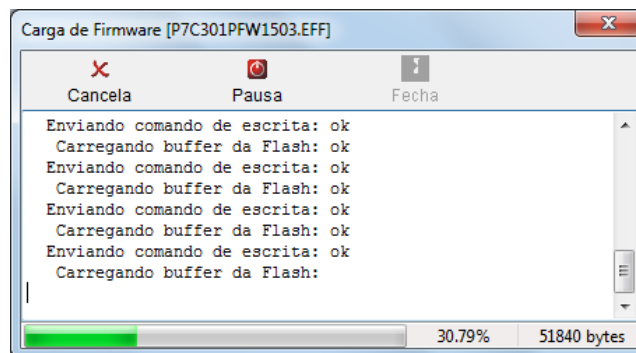 Carga de Firmware [P7C301PFW1503.EFF]
Cancela Pausa Fecha
Enviando comando de escrita: ok
Carregando buffer da Flash: ok
Enviando comando de escrita: ok
Carregando buffer da Flash: ok
Enviando comando de escrita: ok
Carregando buffer da Flash: ok
Enviando comando de escrita: ok
Carregando buffer da Flash:
30.79% 51840 bytes